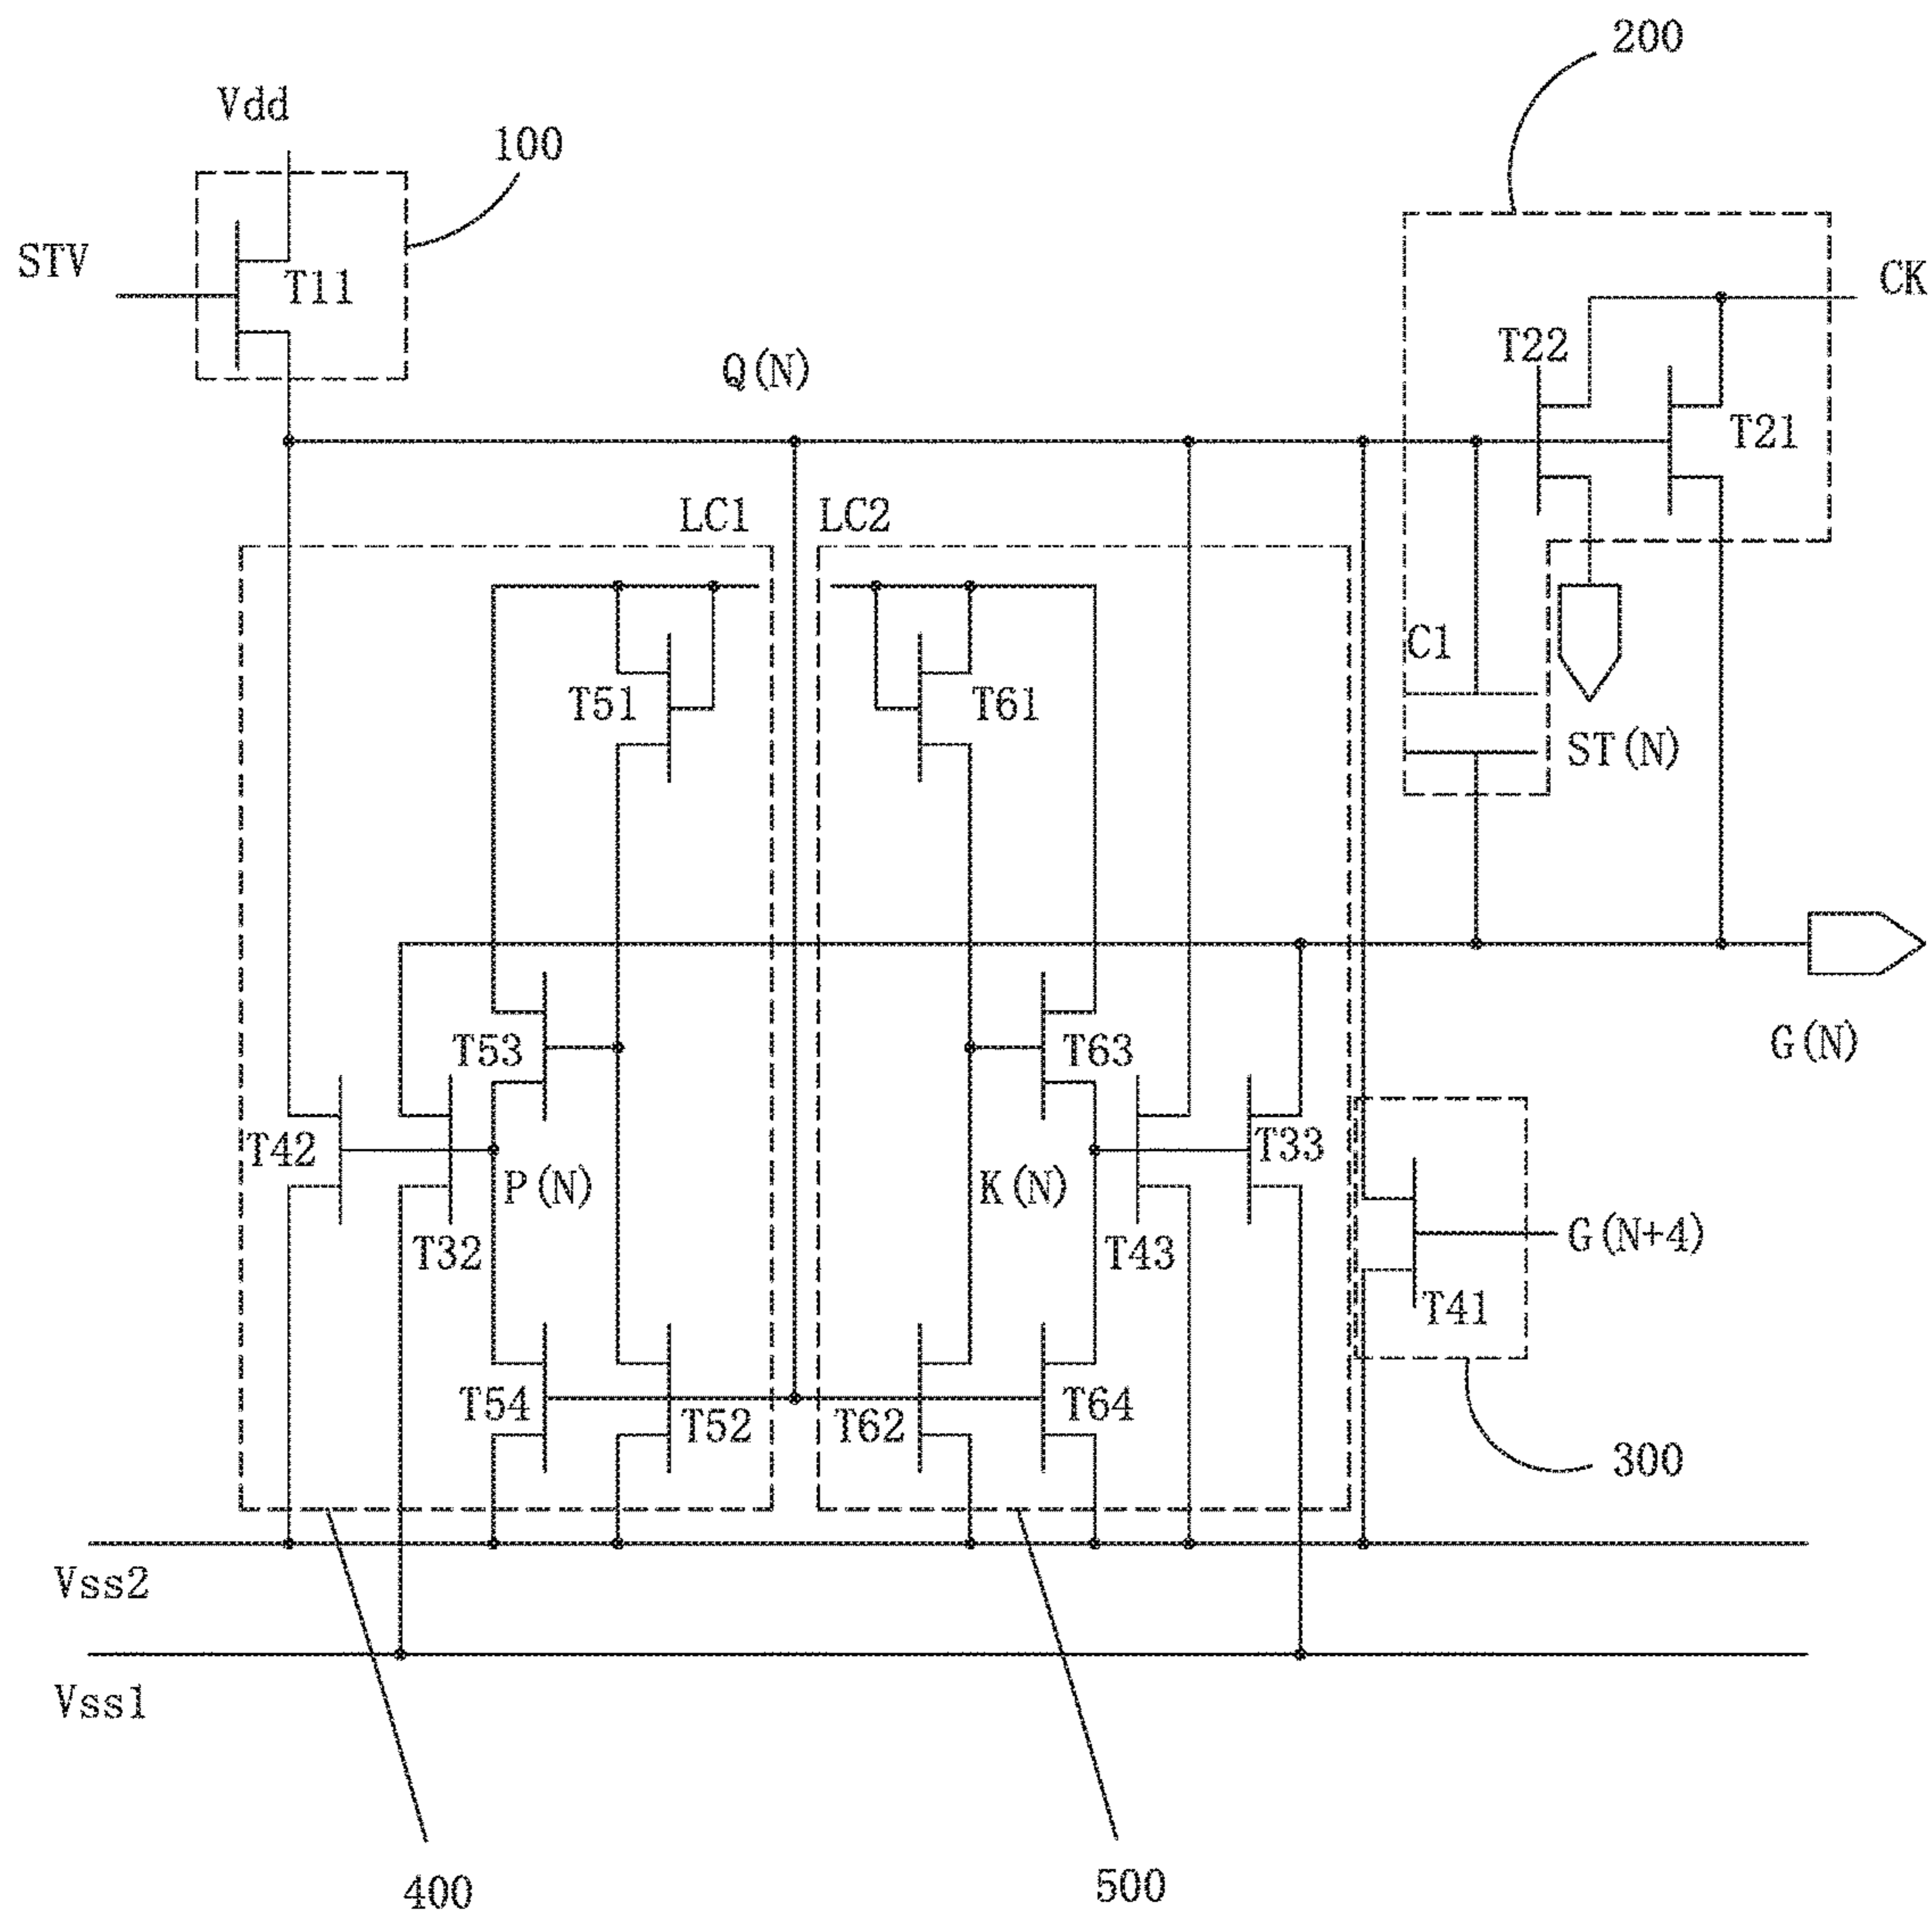 200
Vdd
100
STV
T11
CK
T22
Q(N)
T21
LC1
LC2
C1
T51
T61
ST(N)
T53
T63
G(N)
T42
T33
P(N)
K(N)
T32
T43
G(N+4)
T41
T54
T52
T62
T64
300
Vss2
Vss1
400
500